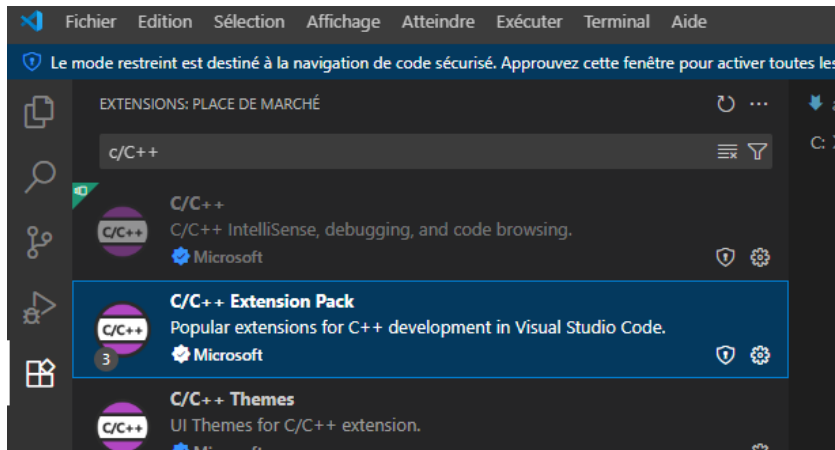 Fichier Edition Sélection Affichage Atteindre Exécuter Terminal Aide
Le mode restreint est destiné à la navigation de code sécurisé. Approuvez cette fenêtre pour activer toutes les
EXTENSIONS: PLACE DE MARCHÉ
c/C++
C:
C/C++
C/C++ IntelliSense, debugging, and code browsing.
C/C++
Microsoft
C/C++ Extension Pack
Popular extensions for C++ development in Visual Studio Code.
C/C++
3
Microsoft
C/C++ Themes
UI Themes for C/C++ extension.
C/C++
Microsoft